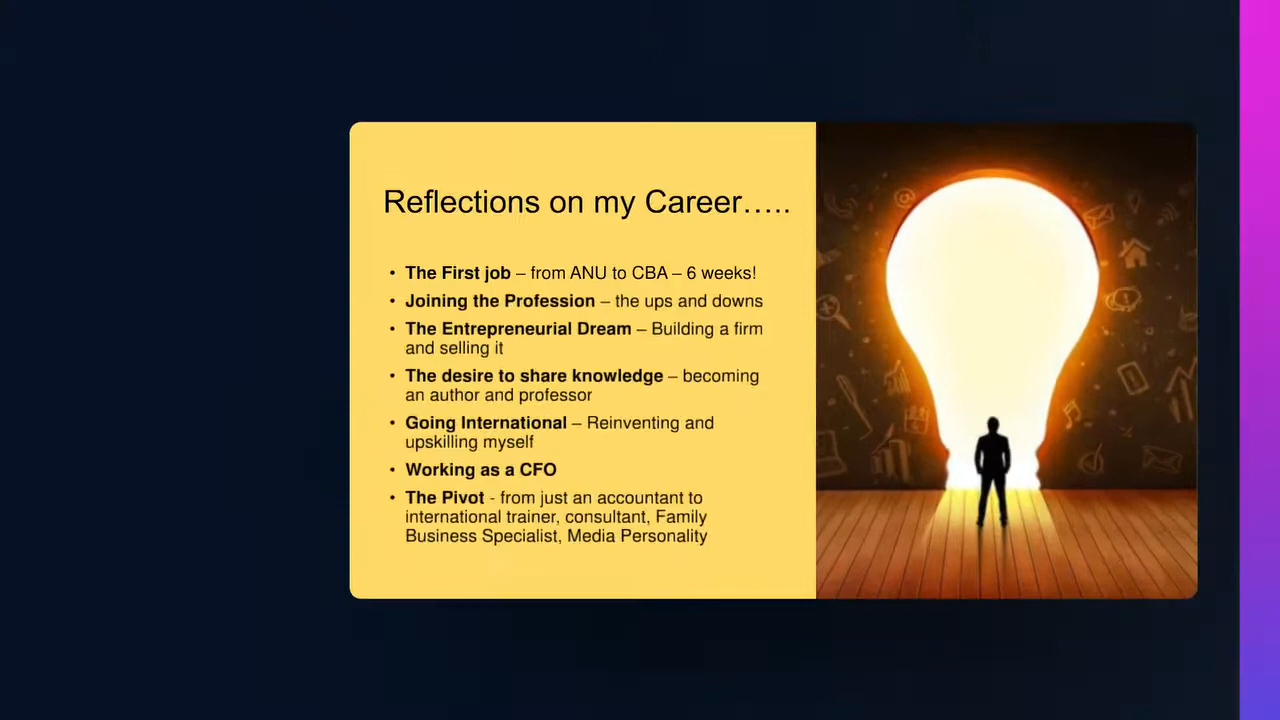 Reflections on my Career…..
• The First job – from ANU to CBA – 6 weeks!
• Joining the Profession – the ups and downs
• The Entrepreneurial Dream – Building a firm
and selling it
• The desire to share knowledge – becoming
an author and professor
• Going International – Reinventing and
upskilling myself
• Working as a CFO
• The Pivot - from just an accountant to
international trainer, consultant, Family
Business Specialist, Media Personality